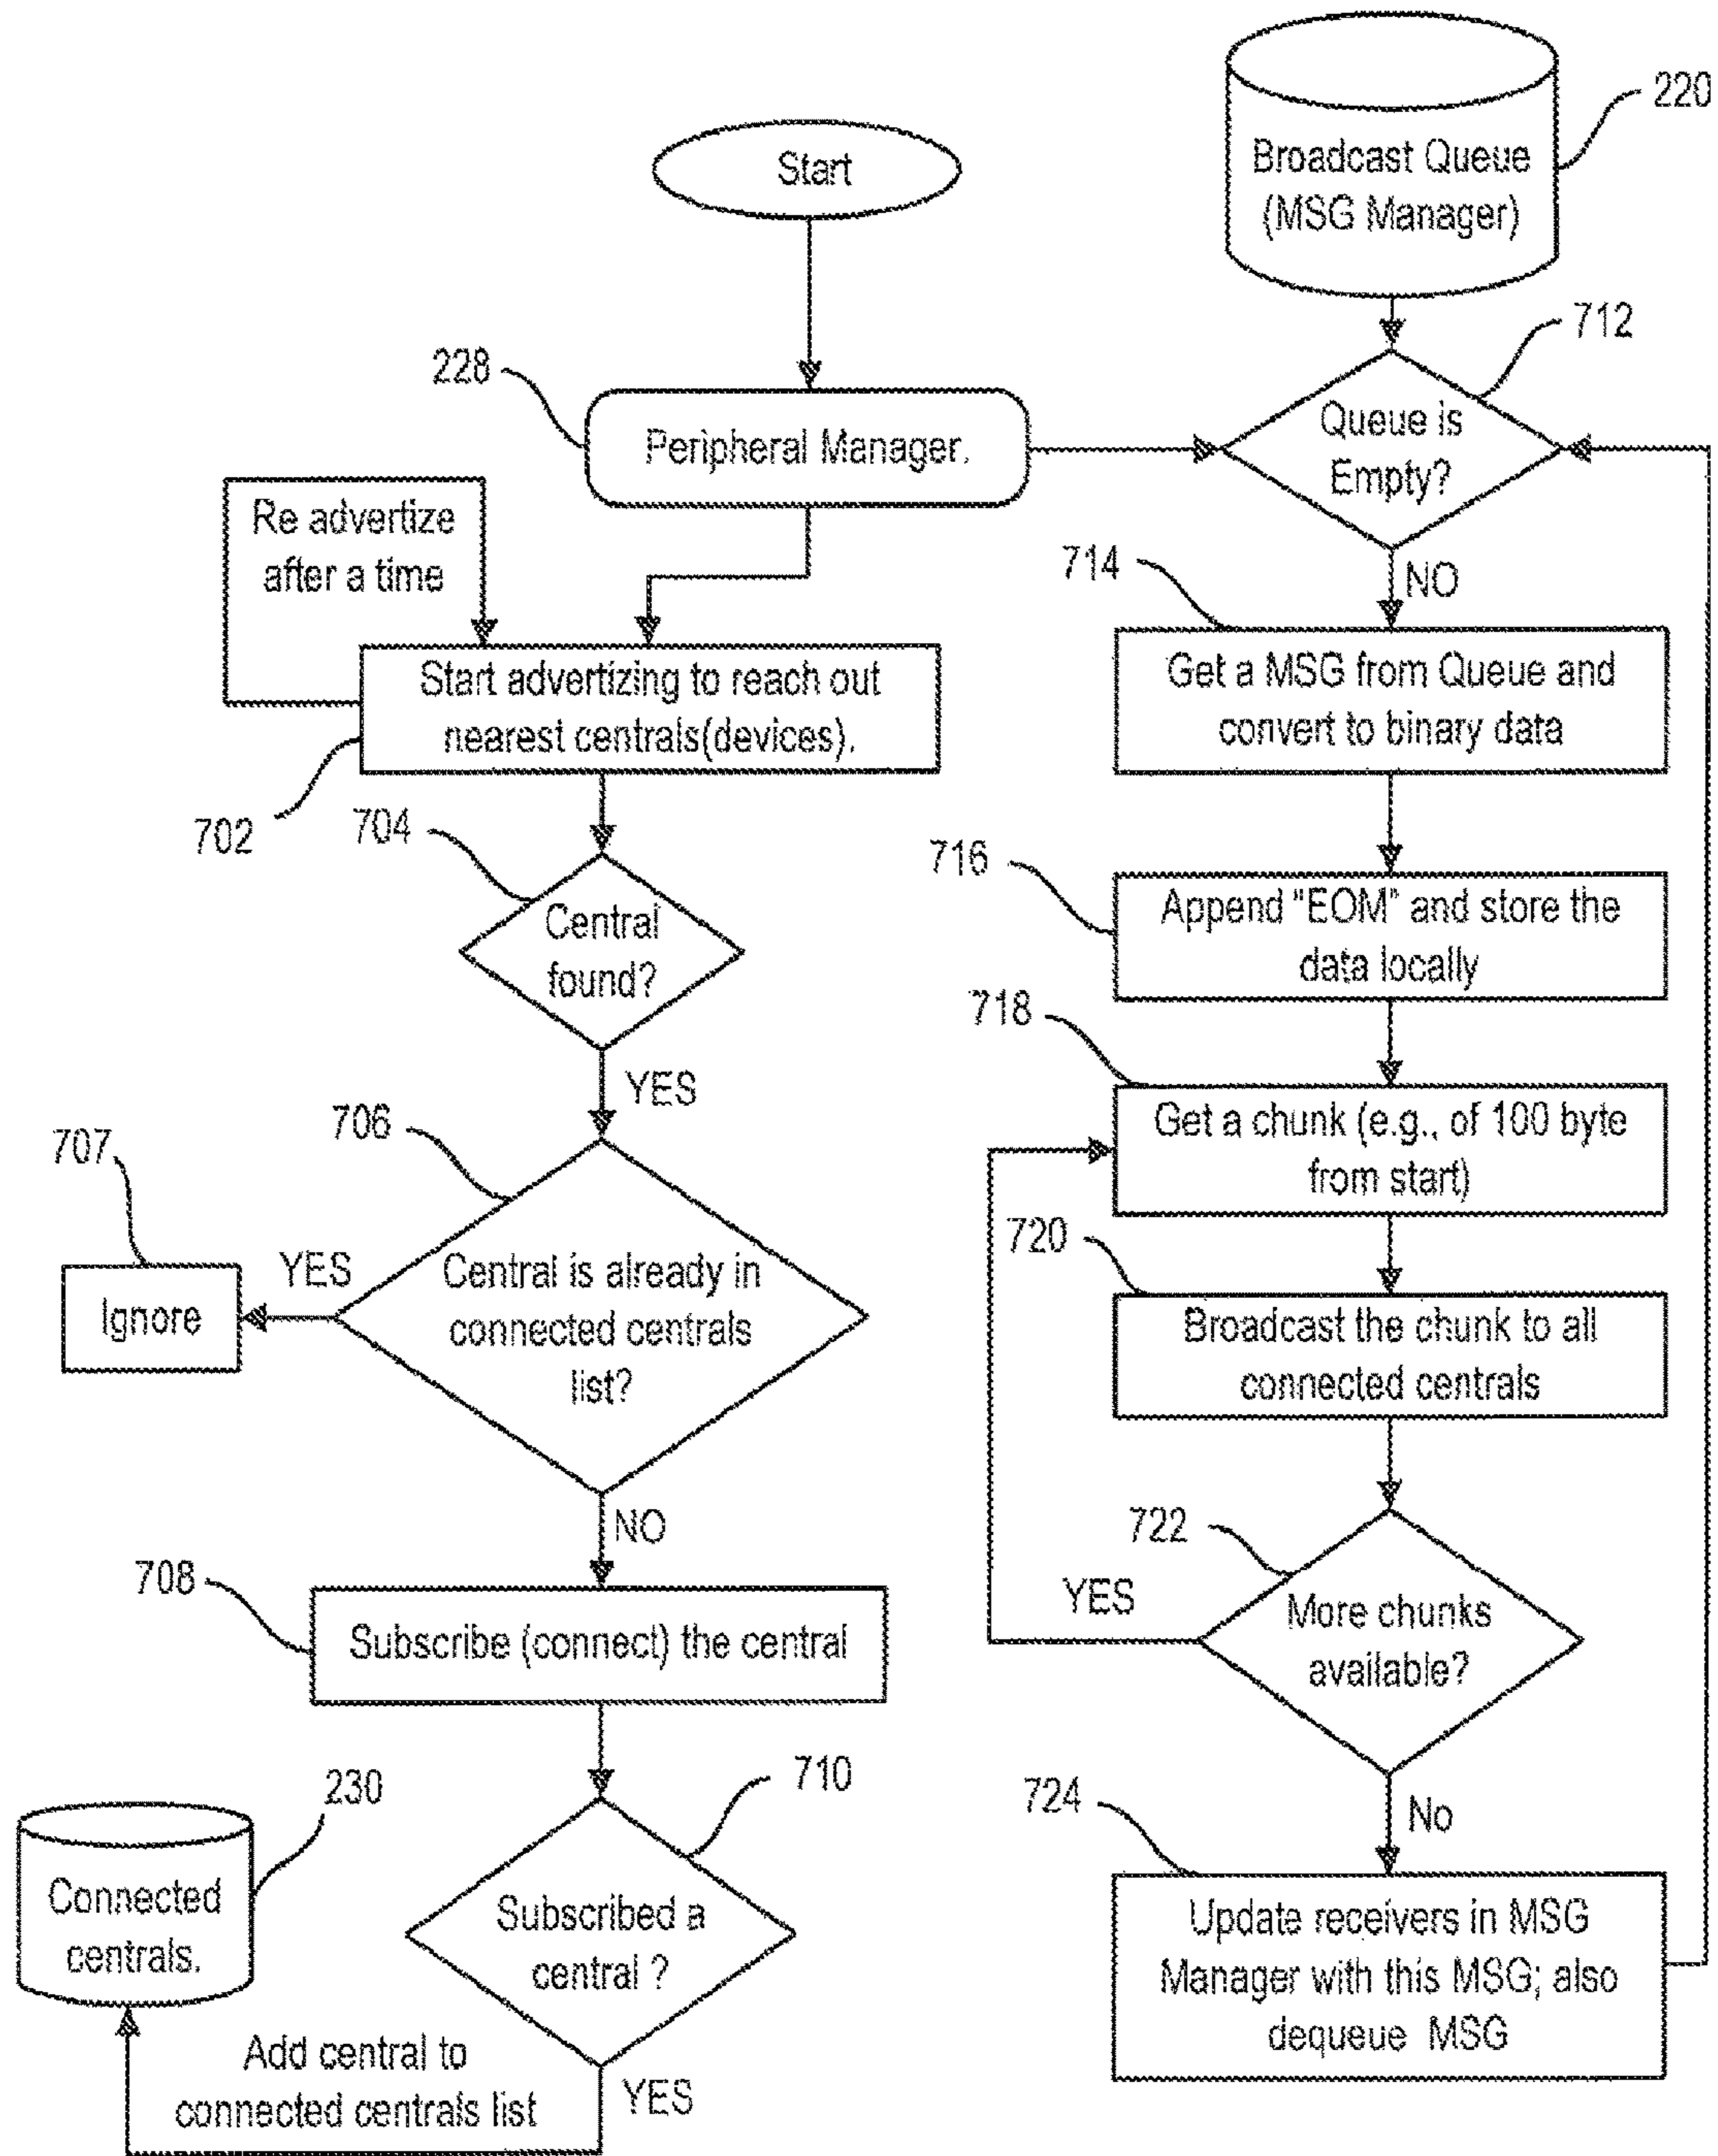 Start
Broadcast Queue
(MSG Manager)
220
228
Peripheral Manager.
712
Queue is
Empty?
Re advertize
after a time
NO
714
Start advertizing to reach out
nearest centrals(devices).
702
Get a MSG from Queue and
convert to binary data
704
Central
found?
YES
716
Append "EOM" and store the
data locally
718
Get a chunk (e.g., of 100 byte
from start)
706
707
Ignore
YES
Central is already in
connected centrals
list?
NO
720
Broadcast the chunk to all
connected centrals
722
YES
More chunks
available?
No
708
Subscribe (connect) the central
710
Subscribed a
central ?
YES
230
Connected
centrals.
Add central to
connected centrals list
724
Update receivers in MSG
Manager with this MSG; also
dequeue MSG